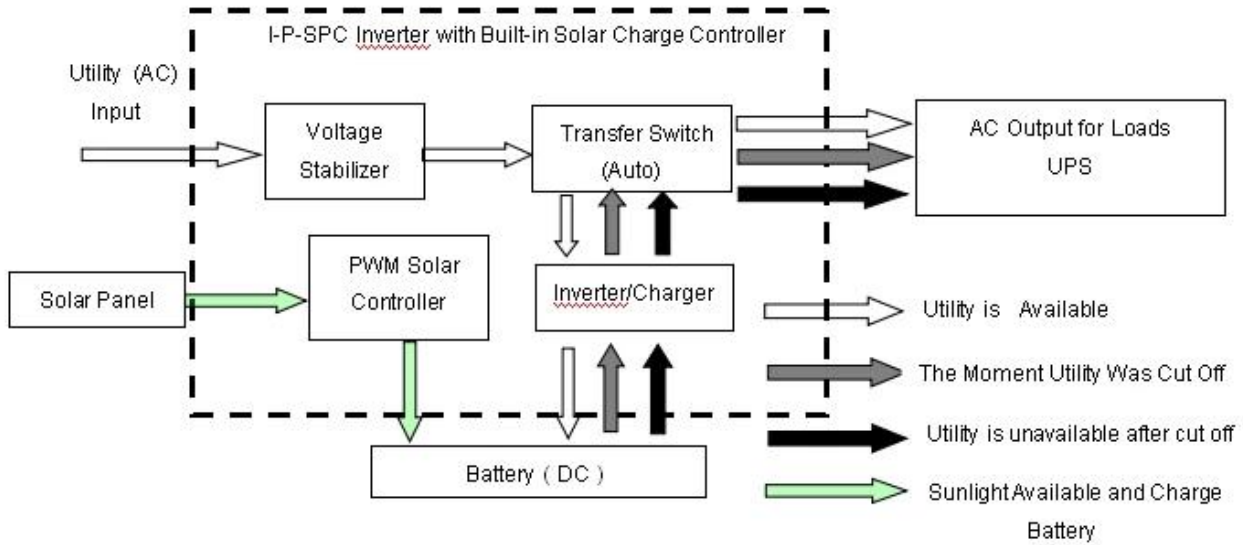 I-P-SPC Inverter with Built-in Solar Charge Controller
Utility (AC)
Input
Voltage
Stabilizer
Transfer Switch
(Auto)
AC Output for Loads
UPS
Solar Panel
PWM Solar
Controller
Inverter/Charger
Battery ( DC )
Utility is Available
The Moment Utility Was Cut Off
Utility is unavailable after cut off
Sunlight Available and Charge
Battery